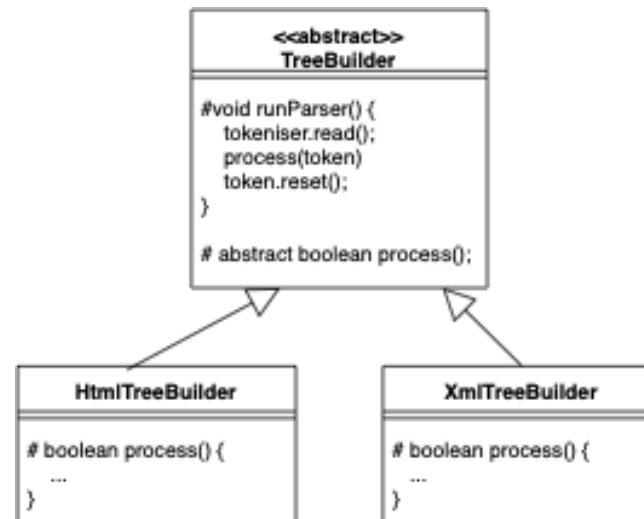 <<abstract>>
TreeBuilder
#void runParser() {
tokeniser.read();
process(token)
token.reset();
}
# abstract boolean process();
HtmlTreeBuilder
# boolean process() {
...
}
XmlTreeBuilder
# boolean process() {
...
}